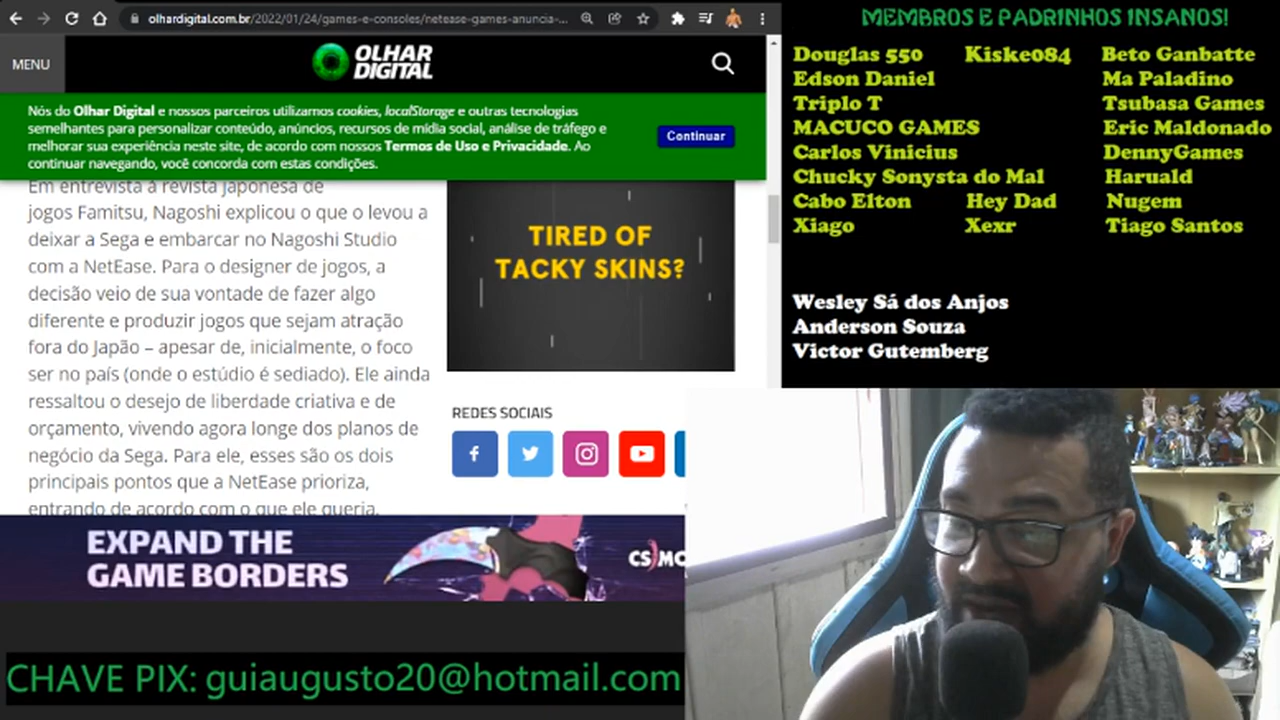 olhardigital.com.br/2022/01/24/games-e-consoles/netease-games-anuncia-...
MENU
OLHAR
DIGITAL
Nós do Olhar Digital e nossos parceiros utilizamos cookies, localStorage e outras tecnologias
semelhantes para personalizar conteúdo, anúncios, recursos de mídia social, análise de tráfego e
melhorar sua experiência neste site, de acordo com nossos Termos de Uso e Privacidade. Ao
continuar navegando, você concorda com estas condições.
Continuar
Em entrevista à revista japonesa de
jogos Famitsu, Nagoshi explicou o que o levou a
deixar a Sega e embarcar no Nagoshi Studio
com a NetEase. Para o designer de jogos, a
decisão veio de sua vontade de fazer algo
diferente e produzir jogos que sejam atração
fora do Japão – apesar de, inicialmente, o foco
ser no país (onde o estúdio é sediado). Ele ainda
ressaltou o desejo de liberdade criativa e de
orçamento, vivendo agora longe dos planos de
negócio da Sega. Para ele, esses são os dois
principais pontos que a NetEase prioriza,
entrando de acordo com o que ele queria.
TIRED OF
TACKY SKINS?
REDES SOCIAIS
EXPAND THE
GAME BORDERS
CS)MO
CHAVE PIX: guiaugusto20@hotmail.com
MEMBROS E PADRINHOS INSANOS!
Douglas 550 Kiske084 Beto Ganbatte
Edson Daniel Ma Paladino
Triplo T Tsubasa Games
MACUCO GAMES Eric Maldonado
Carlos Vinicius DennyGames
Chucky Sonysta do Mal Haruald
Cabo Elton Hey Dad Nugem
Xiago Xexr Tiago Santos
Wesley Sá dos Anjos
Anderson Souza
Victor Gutemberg